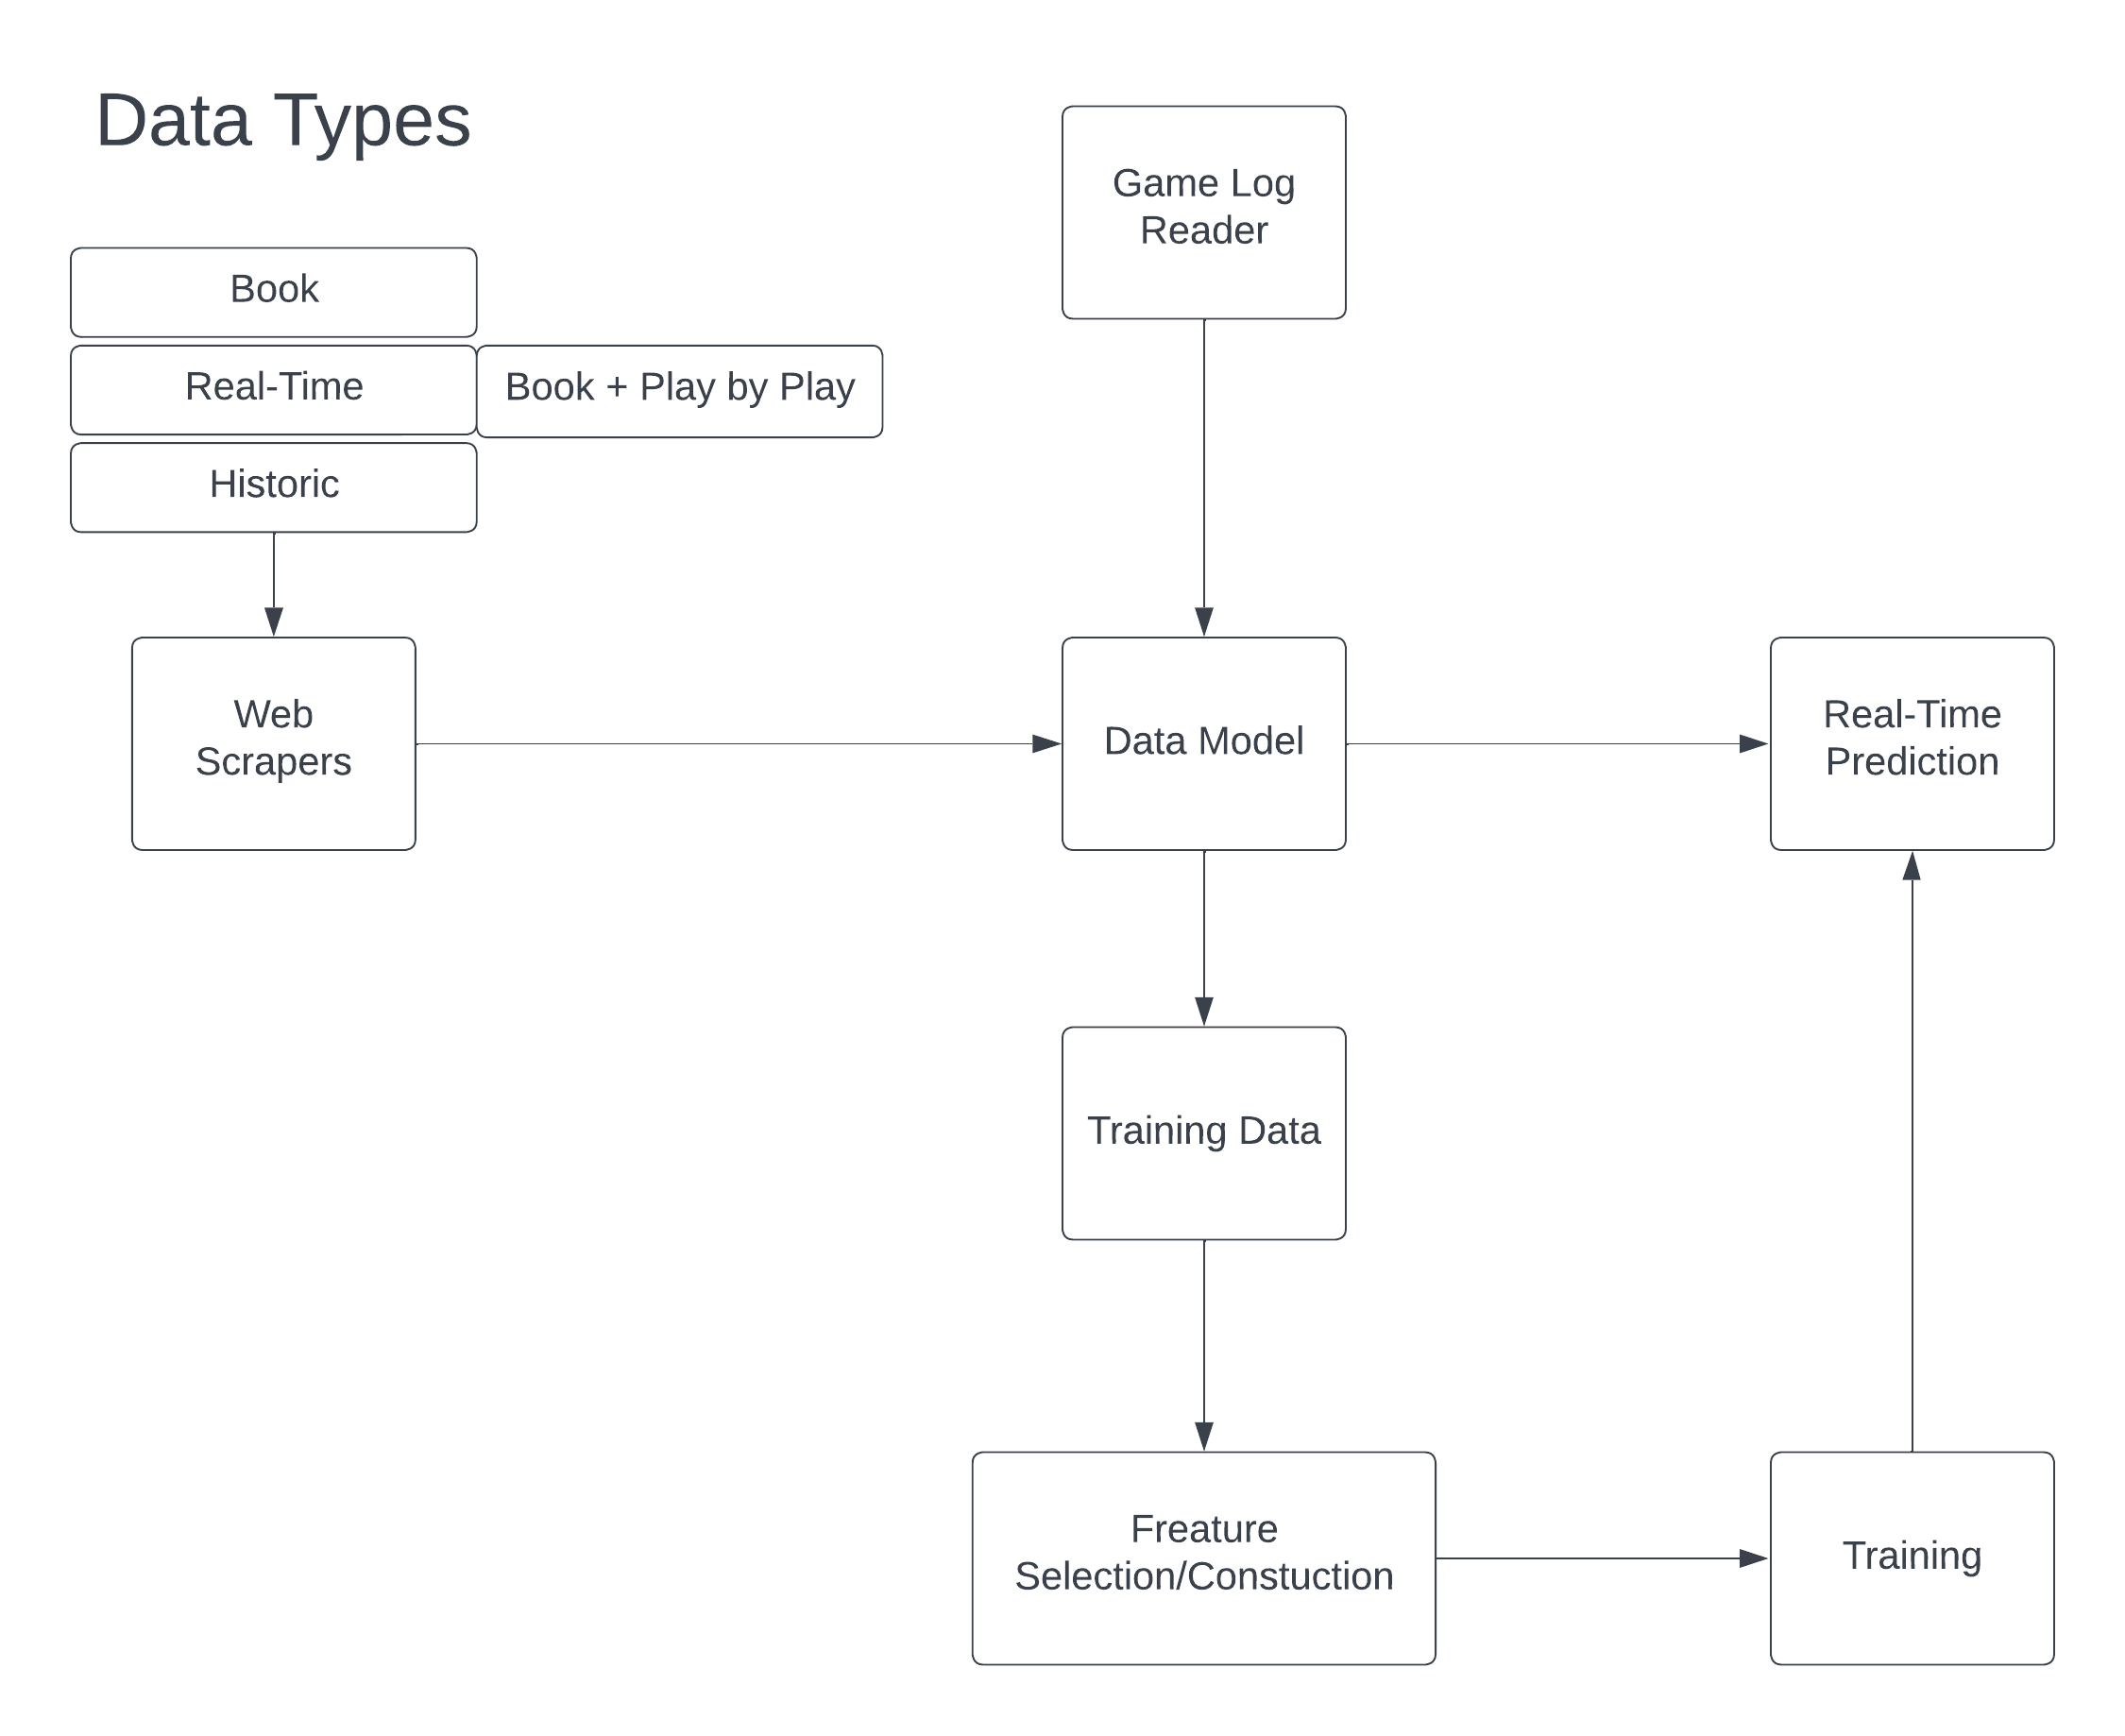 Data Types
Game Log
Reader
Book
Real-Time
Book + Play by Play
Historic
Web
Scrapers
Data Model
Real-Time
Prediction
Training Data
Freature
Selection/Constuction
Training